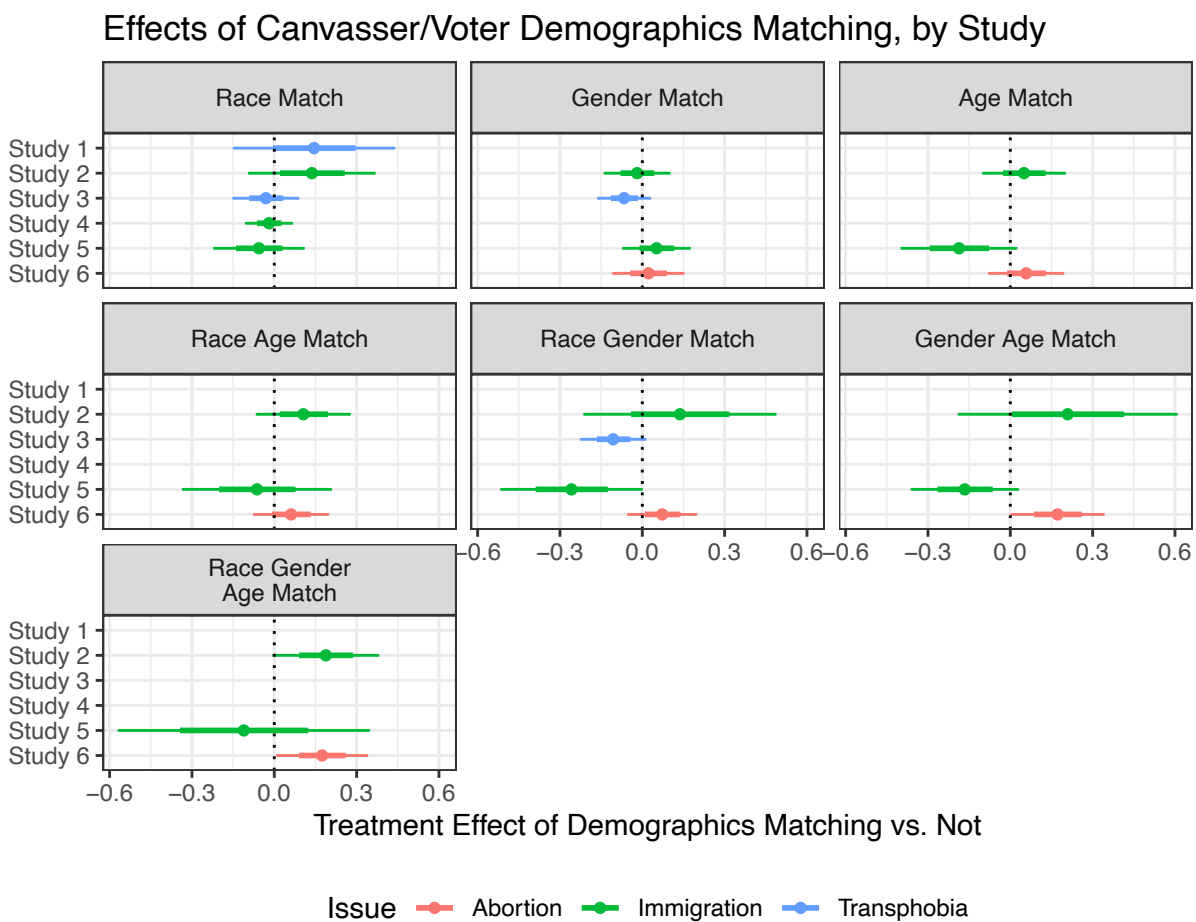 Effects of Canvasser/Voter Demographics Matching, by Study
Race Match
Gender Match
Age Match
Study 1
Study 2
Study 3
Study 4
Study 5
Study 6
Race Age Match
Race Gender Match
Gender Age Match
Study 1
Study 2
Study 3
Study 4
Study 5
Study 6
−0.6 −0.3 0.0 0.3 0.6
−0.6 −0.3 0.0 0.3 0.6
Race Gender
Age Match
Study 1
Study 2
Study 3
Study 4
Study 5
Study 6
−0.6 −0.3 0.0 0.3 0.6
Treatment Effect of Demographics Matching vs. Not
Issue Abortion Immigration Transphobia